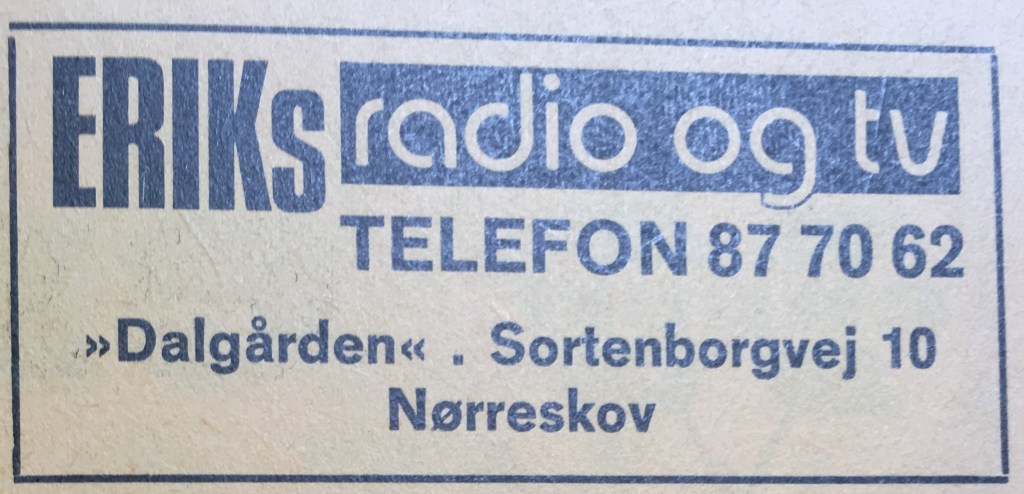 ERIKs radio og tv
TELEFON 87 70 62
»Dalgården« . Sortenborgvej 10
Nørreskov